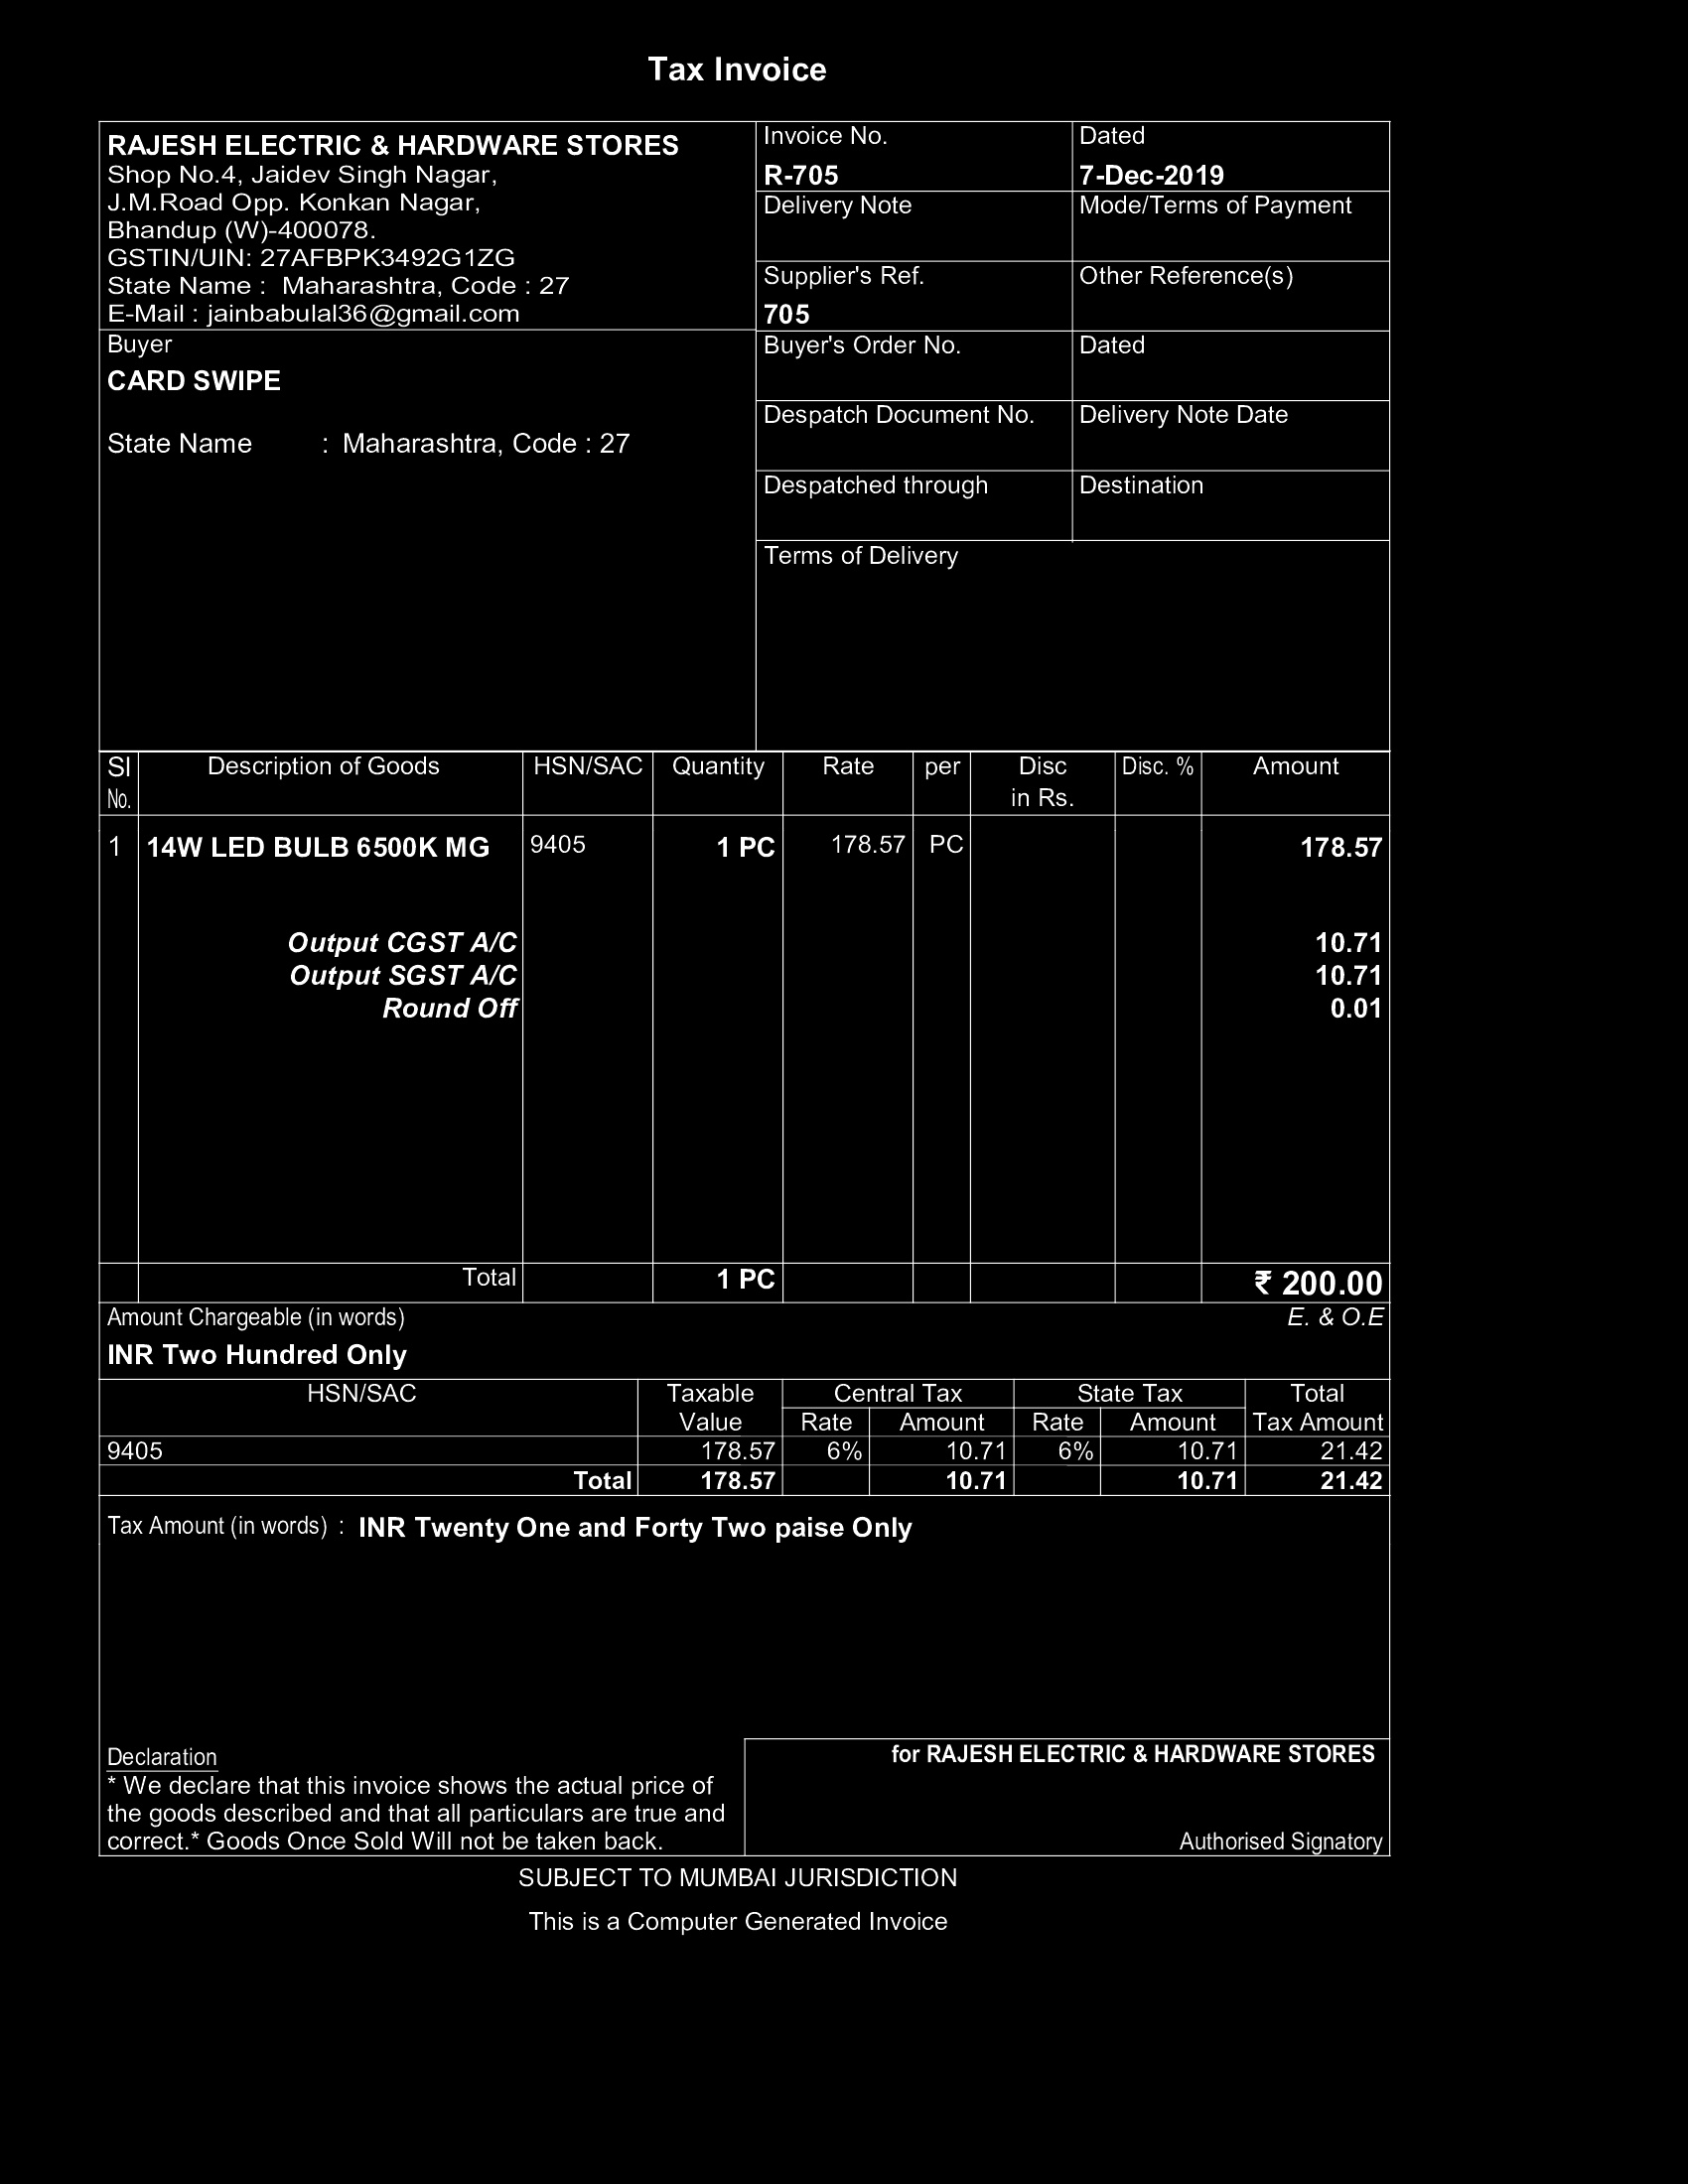 Tax Invoice
RAJESH ELECTRIC & HARDWARE STORES
Shop No.4, Jaidev Singh Nagar,
J.M.Road Opp. Konkan Nagar,
Bhandup (W)-400078.
GSTIN/UIN: 27AFBPK3492G1ZG
State Name : Maharashtra, Code : 27
E-Mail : jainbabulal36@gmail.com
Buyer
CARD SWIPE
State Name : Maharashtra, Code : 27
Invoice No. Dated
R-705 7-Dec-2019
Delivery Note Mode/Terms of Payment
Supplier's Ref. Other Reference(s)
705
Buyer's Order No. Dated
Despatch Document No. Delivery Note Date
Despatched through Destination
Terms of Delivery
Sl Description of Goods HSN/SAC Quantity Rate per Disc Disc. % Amount
No. in Rs.
1 14W LED BULB 6500K MG 9405 1 PC 178.57 PC 178.57
Output CGST A/C 10.71
Output SGST A/C 10.71
Round Off 0.01
Total 1 PC ₹ 200.00
Amount Chargeable (in words) E. & O.E
INR Two Hundred Only
HSN/SAC Taxable Central Tax State Tax Total
Value Rate Amount Rate Amount Tax Amount
9405 178.57 6% 10.71 6% 10.71 21.42
Total 178.57 10.71 10.71 21.42
Tax Amount (in words) : INR Twenty One and Forty Two paise Only
Declaration
* We declare that this invoice shows the actual price of
the goods described and that all particulars are true and
correct.* Goods Once Sold Will not be taken back.
for RAJESH ELECTRIC & HARDWARE STORES
Authorised Signatory
SUBJECT TO MUMBAI JURISDICTION
This is a Computer Generated Invoice